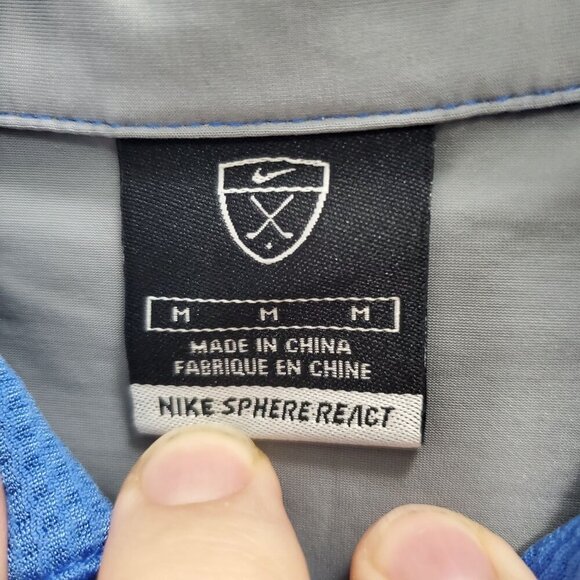 M M M
MADE IN CHINA
FABRIQUE EN CHINE
NIKE SPHERE REACT